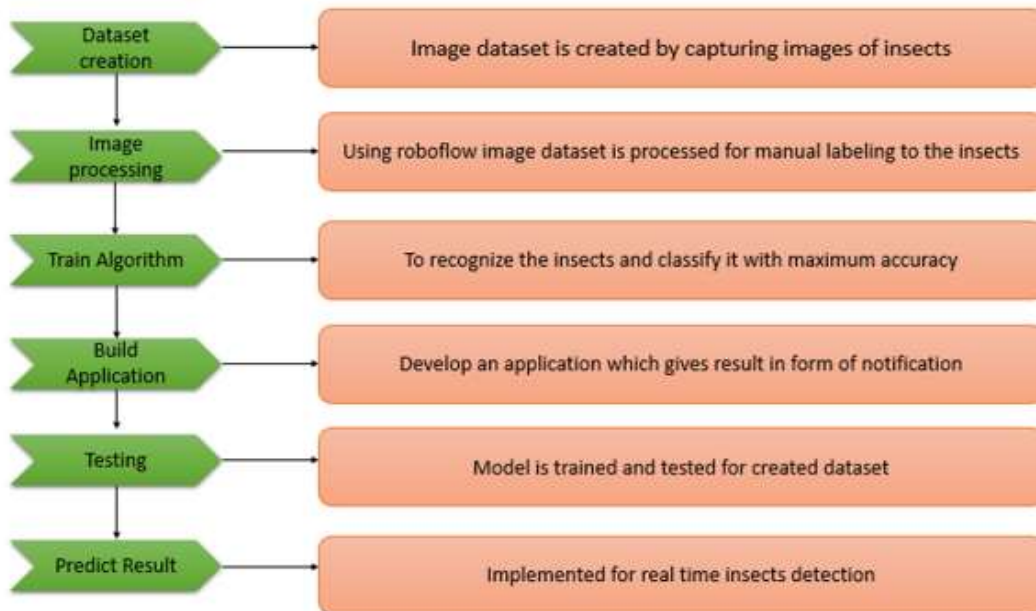 Dataset
creation
Image dataset is created by capturing images of insects
Image
processing
Using roboflow image dataset is processed for manual labeling to the insects
Train Algorithm
To recognize the insects and classify it with maximum accuracy
Build
Application
Develop an application which gives result in form of notification
Testing
Model is trained and tested for created dataset
Predict Result
Implemented for real time insects detection